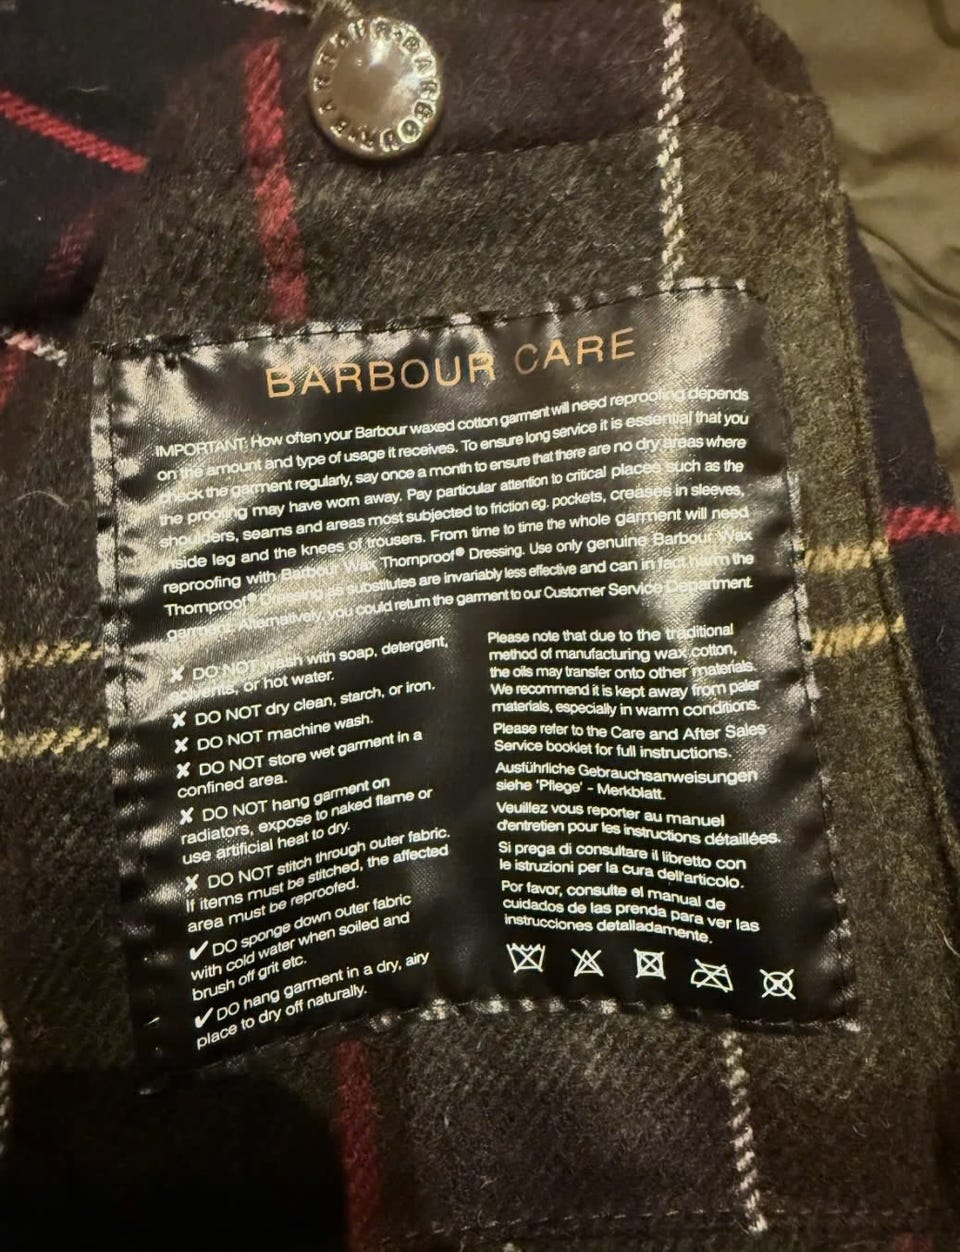 BARBOUR
BARBOUR CARE
IMPORTANT: How often your Barbour waxed cotton garment will need reproofing depends
on the amount and type of usage it receives. To ensure long service it is essential that you
check the garment regularly, say once a month to ensure that there are no dry areas where
the proofing may have worn away. Pay particular attention to critical places such as the
shoulders, seams and areas most subjected to friction eg. pockets, creases in sleeves,
inside leg and the knees of trousers. From time to time the whole garment will need
reproofing with Barbour Wax Thornproof® Dressing. Use only genuine Barbour Wax
Thornproof® Dressing as substitutes are invariably less effective and can in fact harm the
garment. Alternatively, you could return the garment to our Customer Service Department.
✘ DO NOT wash with soap, detergent,
solvents, or hot water.
✘ DO NOT dry clean, starch, or iron.
✘ DO NOT machine wash.
✘ DO NOT store wet garment in a
confined area.
✘ DO NOT hang garment on
radiators, expose to naked flame or
use artificial heat to dry.
✘ DO NOT stitch through outer fabric.
If items must be stitched, the affected
area must be reproofed.
✔ DO sponge down outer fabric
with cold water when soiled and
brush off grit etc.
✔ DO hang garment in a dry, airy
place to dry off naturally.
Please note that due to the traditional
method of manufacturing wax cotton,
the oils may transfer onto other materials.
We recommend it is kept away from paler
materials, especially in warm conditions.
Please refer to the Care and After Sales
Service booklet for full instructions.
Ausführliche Gebrauchsanweisungen
siehe 'Pflege' - Merkblatt.
Veuillez vous reporter au manuel
d'entretien pour les instructions détaillées.
Si prega di consultare il libretto con
le istruzioni per la cura dell'articolo.
Por favor, consulte el manual de
cuidados de las prenda para ver las
instrucciones detalladamente.